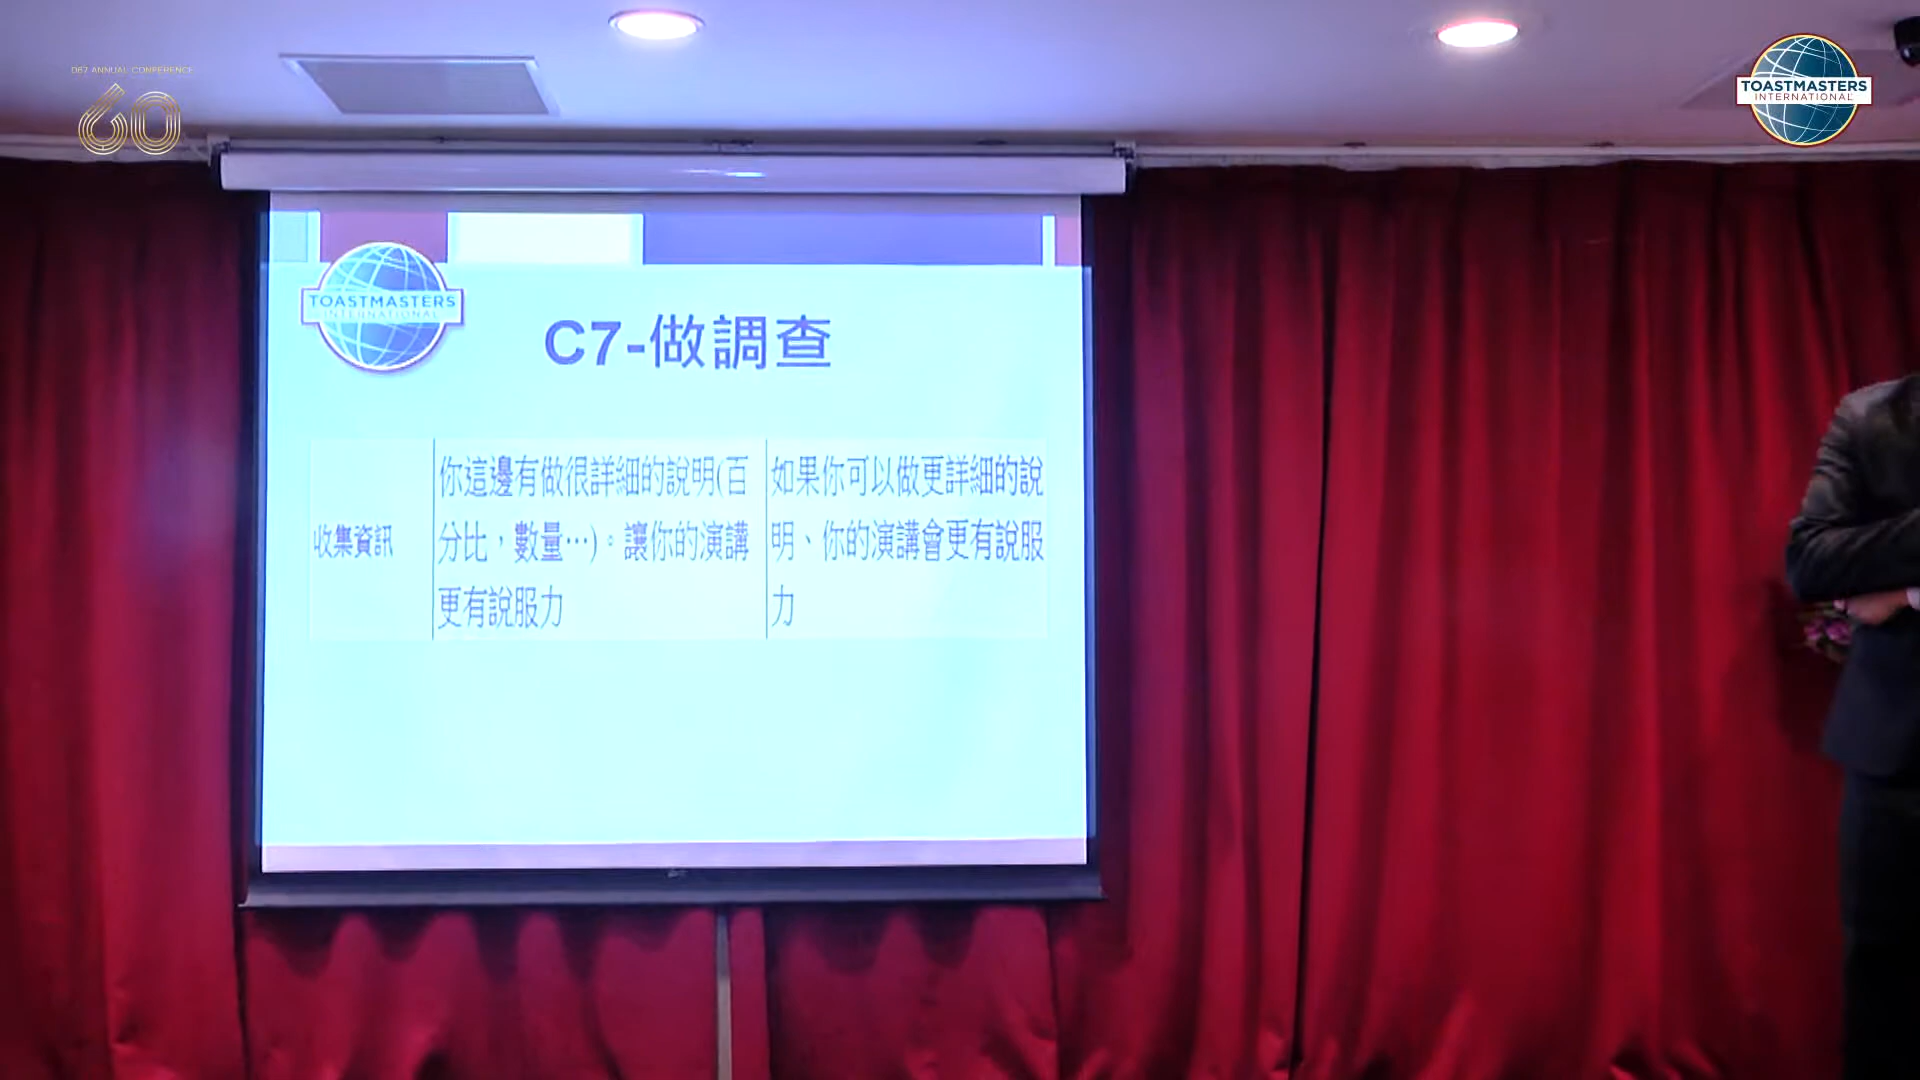 D67 ANNUAL CONFERENCE
60
TOASTMASTERS
INTERNATIONAL
TOASTMASTERS
INTERNATIONAL
C7-做調查
收集資訊
你這邊有做很詳細的說明(百
分比，數量…)。讓你的演講
更有說服力
如果你可以做更詳細的說
明、你的演講會更有說服
力